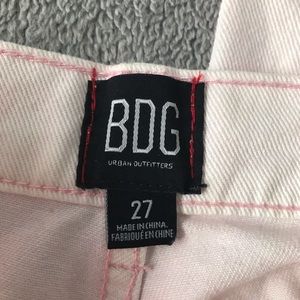 BDG
URBAN OUTFITTERS
27
MADE IN CHINA
FABRIQUÉ EN CHINE